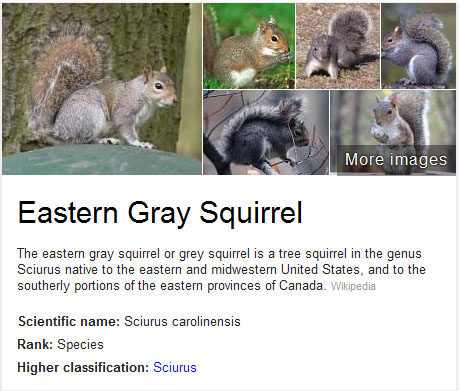 More images
Eastern Gray Squirrel
The eastern gray squirrel or grey squirrel is a tree squirrel in the genus
Sciurus native to the eastern and midwestern United States, and to the
southerly portions of the eastern provinces of Canada. Wikipedia
Scientific name: Sciurus carolinensis
Rank: Species
Higher classification: Sciurus